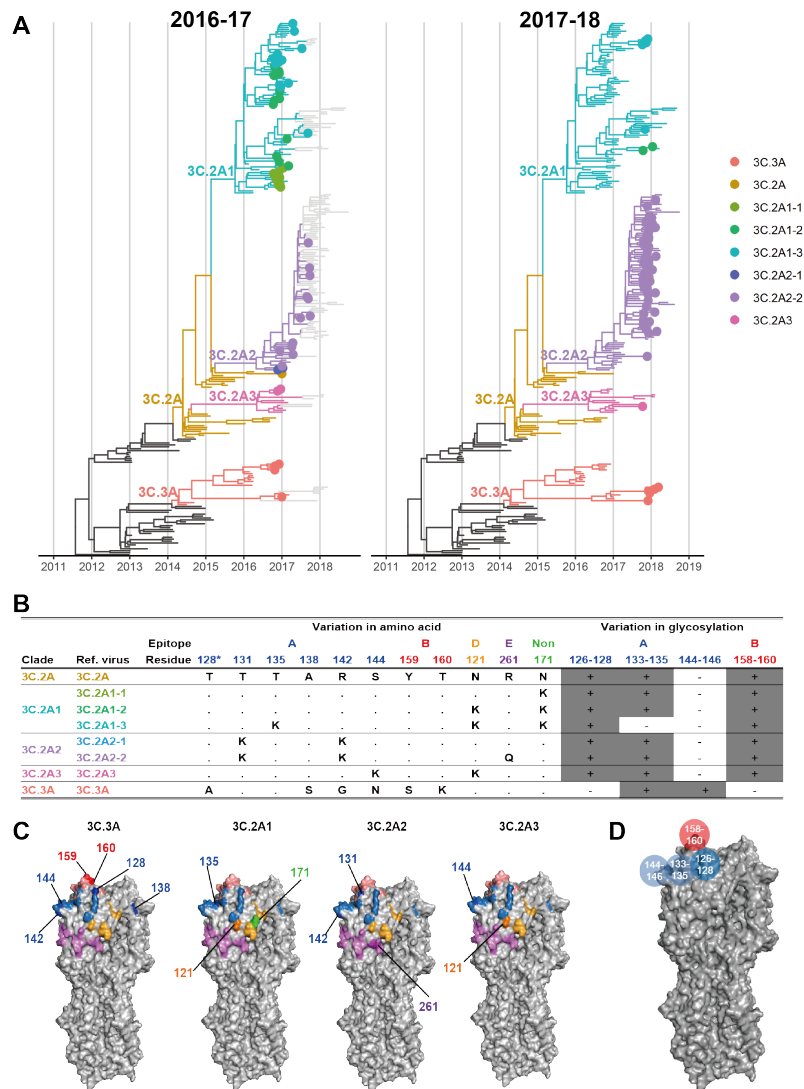 A
2016-17
2017-18
3C.2A1
3C.2A2
3C.2A
3C.2A3
3C.3A
2011 2012 2013 2014 2015 2016 2017 2018
3C.2A1
3C.2A2
3C.2A
3C.2A3
3C.3A
2011 2012 2013 2014 2015 2016 2017 2018 2019
3C.3A
3C.2A
3C.2A1-1
3C.2A1-2
3C.2A1-3
3C.2A2-1
3C.2A2-2
3C.2A3
B
Variation in amino acid Variation in glycosylation
Epitope A B D E Non A B
Clade Ref. virus Residue 128* 131 135 138 142 144 159 160 121 261 171 126-128 133-135 144-146 158-160
3C.2A 3C.2A T T T A R S Y T N R N + + - +
3C.2A1-1 . . . . . . . . . . K + + - +
3C.2A1 3C.2A1-2 . . . . . . . . K . K + + - +
3C.2A1-3 . . K . . . . . K . K + - - +
3C.2A2-1 . K . . K . . . . . . + + - +
3C.2A2 3C.2A2-2 . K . . K . . . . Q . + + - +
3C.2A3 3C.2A3 . . . . . K . . K . . + + - +
3C.3A 3C.3A A . . S G N S K . . . - + + -
C
3C.3A
159 160 128 144 138 142
3C.2A1
135 171 121
3C.2A2
131 142 261
3C.2A3
144 121
D
158-160
144-146
133-135
126-128